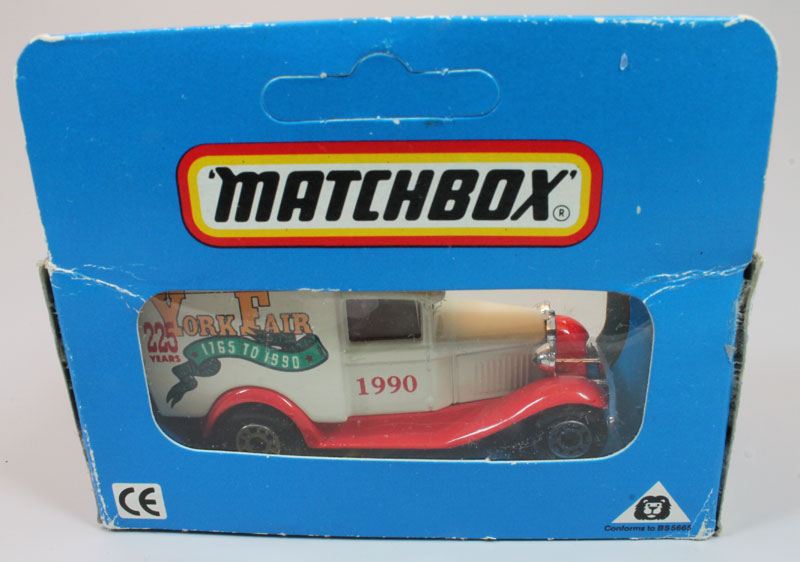 'MATCHBOX'®
YORK FAIR
225
YEARS
1765 TO 1990
1990
CE
Conforms to BS5665